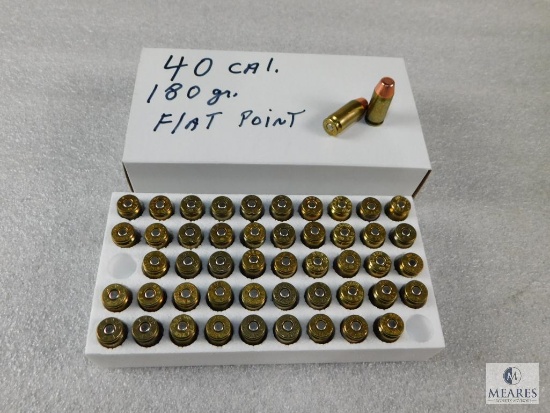 40 CAL.
180 gr.
FLAT POINT
M
MEARES